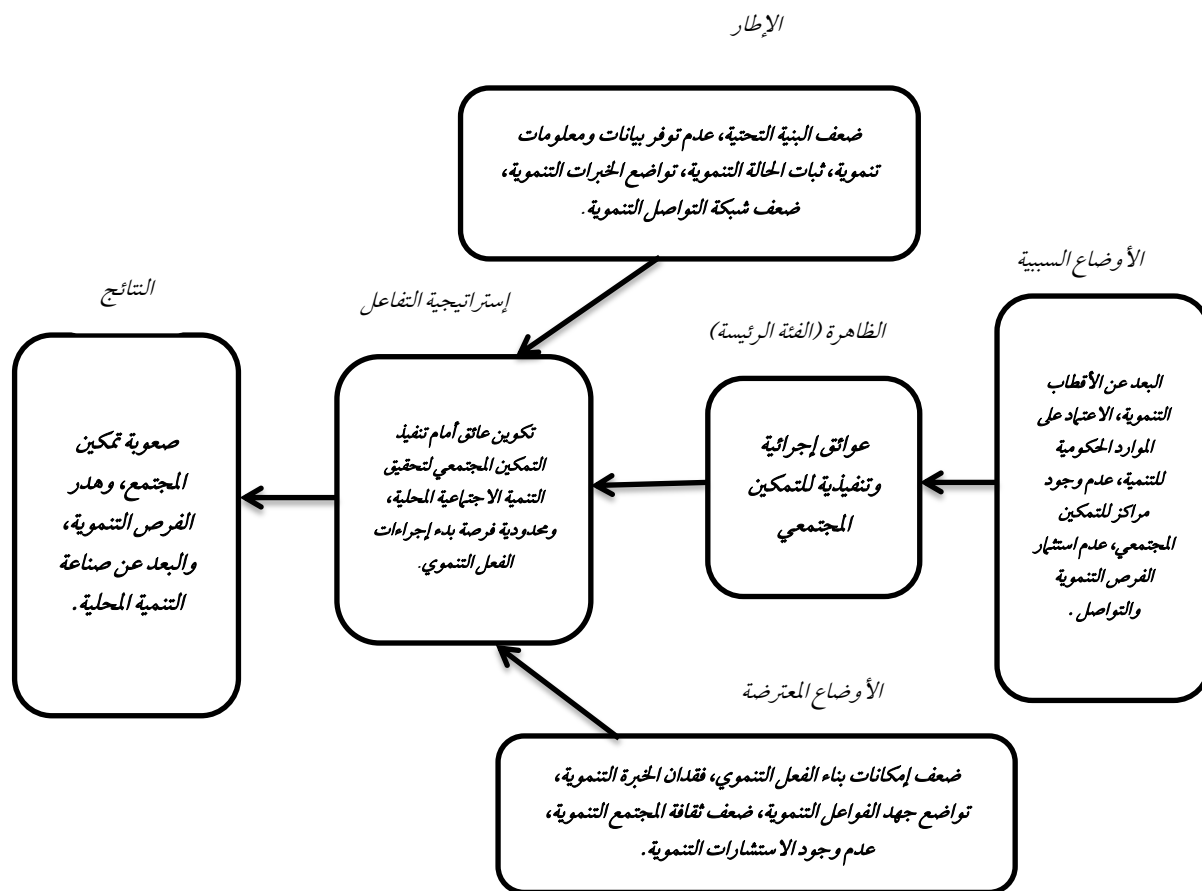 الإطار
ضعف البنية التحتية، عدم توفر بيانات ومعلومات
تنموية، ثبات الحالة التنموية، تواضع الخبرات التنموية،
ضعف شبكة التواصل التنموية.
الأوضاع السببية
البعد عن الأقطاب
التنموية، الاعتماد على
الموارد الحكومية
للتنمية، عدم وجود
مراكز للتمكين
المجتمعي، عدم استثمار
الفرص التنموية
والتواصل .
الظاهرة (الفئة الرئيسة)
عوائق إجرائية
وتنفيذية للتمكين
المجتمعي
إستراتيجية التفاعل
تكوين عائق أمام تنفيذ
التمكين المجتمعي لتحقيق
التنمية الاجتماعية المحلية،
ومحدودية فرصة بدء إجراءات
الفعل التنموي.
النتائج
صعوبة تمكين
المجتمع، وهدر
الفرص التنموية،
والبعد عن صناعة
التنمية المحلية.
الأوضاع المعترضة
ضعف إمكانات بناء الفعل التنموي، فقدان الخبرة التنموية،
تواضع جهد الفواعل التنموية، ضعف ثقافة المجتمع التنموية،
عدم وجود الاستشارات التنموية.